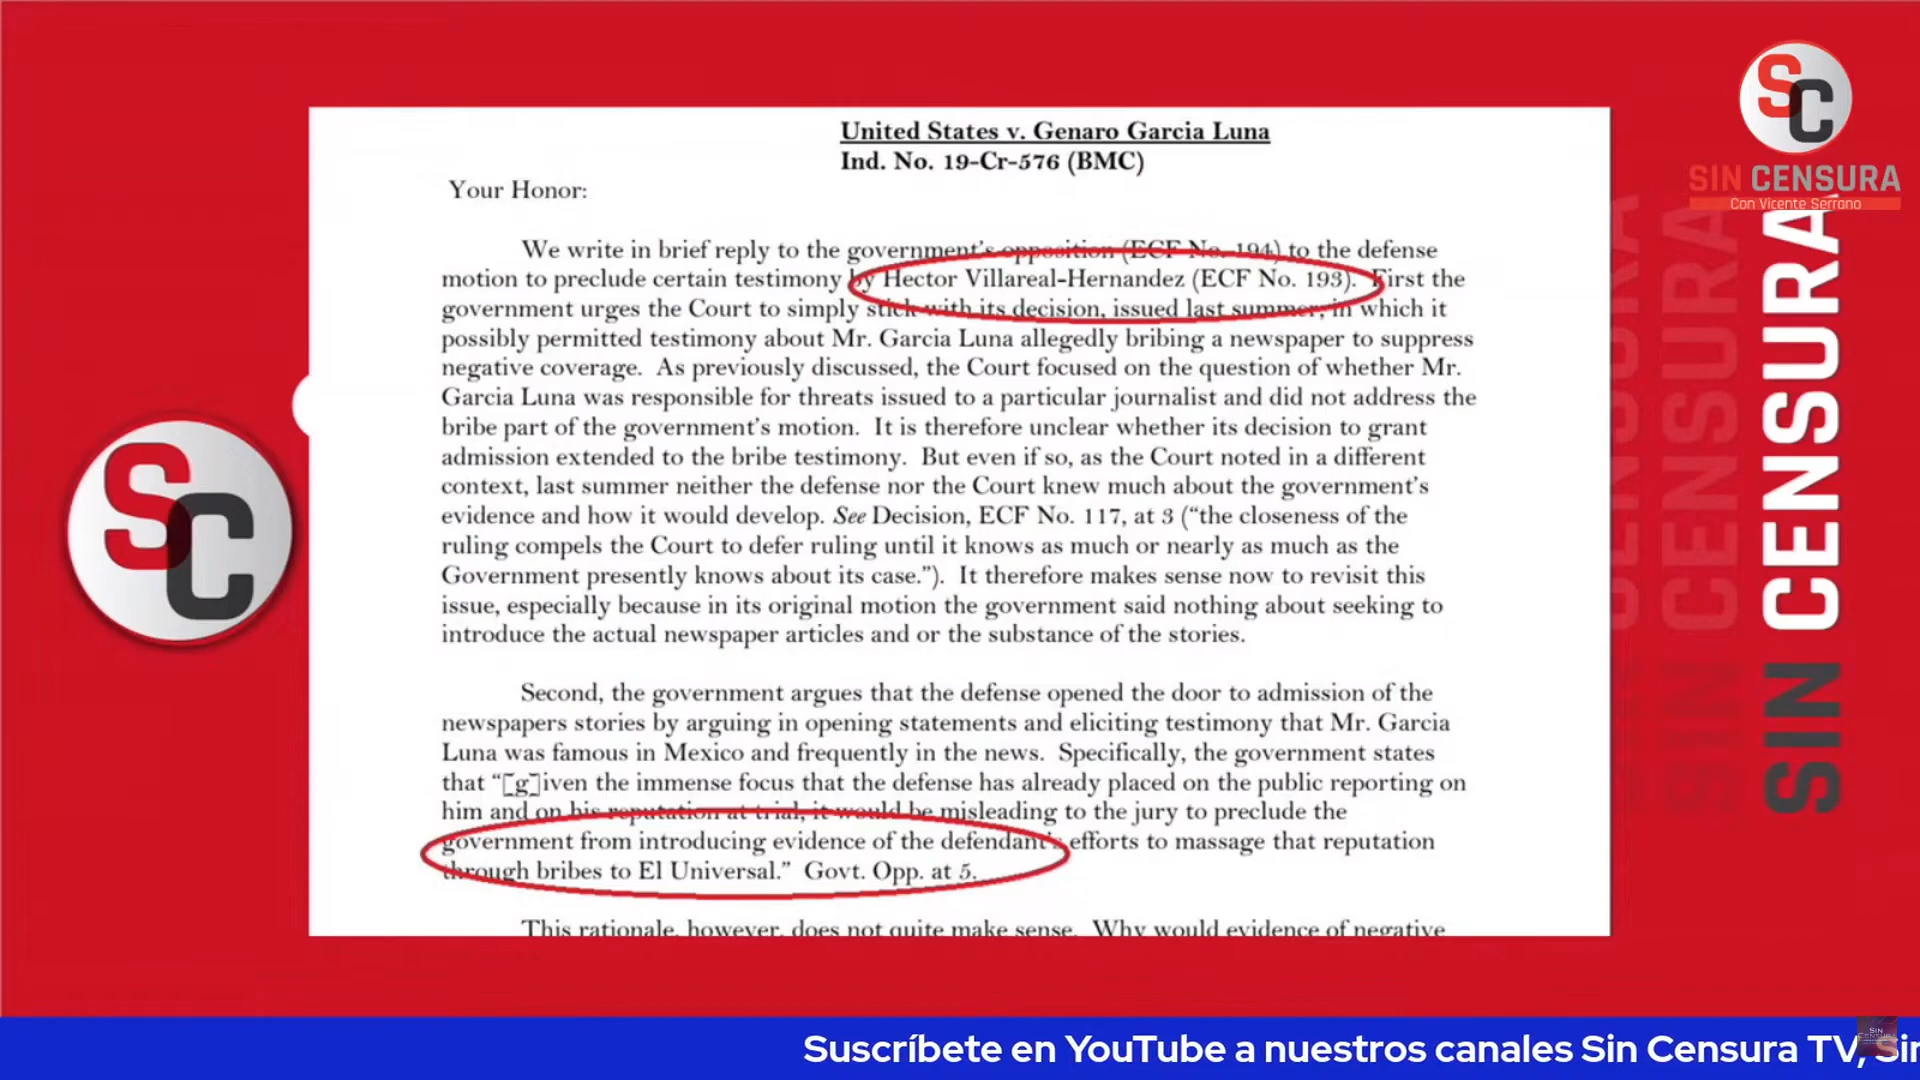 United States v. Genaro Garcia Luna
Ind. No. 19-Cr-576 (BMC)
Your Honor:
We write in brief reply to the government's opposition (ECF No. 194) to the defense
motion to preclude certain testimony by Hector Villareal-Hernandez (ECF No. 193). First the
government urges the Court to simply stick with its decision, issued last summer, in which it
possibly permitted testimony about Mr. Garcia Luna allegedly bribing a newspaper to suppress
negative coverage. As previously discussed, the Court focused on the question of whether Mr.
Garcia Luna was responsible for threats issued to a particular journalist and did not address the
bribe part of the government's motion. It is therefore unclear whether its decision to grant
admission extended to the bribe testimony. But even if so, as the Court noted in a different
context, last summer neither the defense nor the Court knew much about the government's
evidence and how it would develop. See Decision, ECF No. 117, at 3 (“the closeness of the
ruling compels the Court to defer ruling until it knows as much or nearly as much as the
Government presently knows about its case.”). It therefore makes sense now to revisit this
issue, especially because in its original motion the government said nothing about seeking to
introduce the actual newspaper articles and or the substance of the stories.
Second, the government argues that the defense opened the door to admission of the
newspapers stories by arguing in opening statements and eliciting testimony that Mr. Garcia
Luna was famous in Mexico and frequently in the news. Specifically, the government states
that “[g]iven the immense focus that the defense has already placed on the public reporting on
him and on his reputation at trial, it would be misleading to the jury to preclude the
government from introducing evidence of the defendant's efforts to massage that reputation
through bribes to El Universal.” Govt. Opp. at 5.
This rationale, however, does not quite make sense. Why would evidence of negative
SC
SC
SIN CENSURA
Con Vicente Serrano
SIN CENSURA
Suscríbete en YouTube a nuestros canales Sin Censura TV, Sin